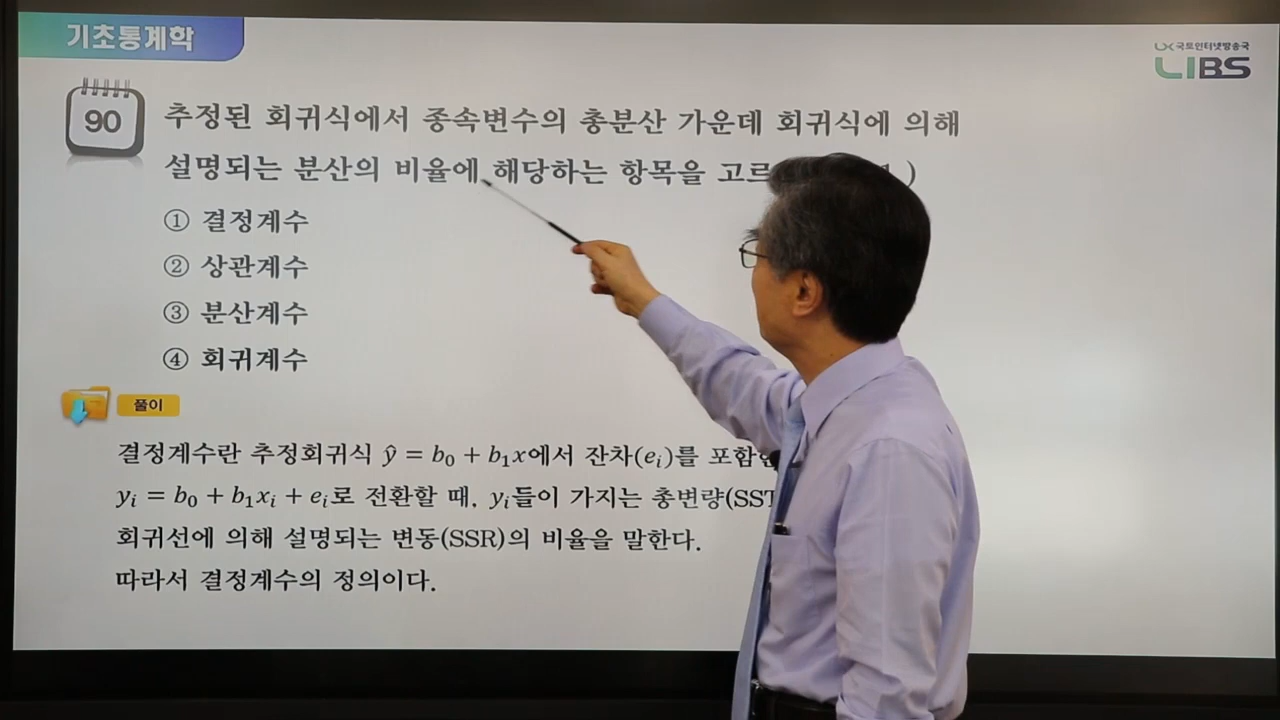 기초통계학
LX 국토인터넷방송국
LIBS
90
추정된 회귀식에서 종속변수의 총분산 가운데 회귀식에 의해
설명되는 분산의 비율에 해당하는 항목을 고르 )
① 결정계수
② 상관계수
③ 분산계수
④ 회귀계수
풀이
결정계수란 추정회귀식 ŷ = b₀ + b₁x에서 잔차(eᵢ)를 포함한
yᵢ = b₀ + b₁xᵢ + eᵢ로 전환할 때, yᵢ들이 가지는 총변량(SST
회귀선에 의해 설명되는 변동(SSR)의 비율을 말한다.
따라서 결정계수의 정의이다.